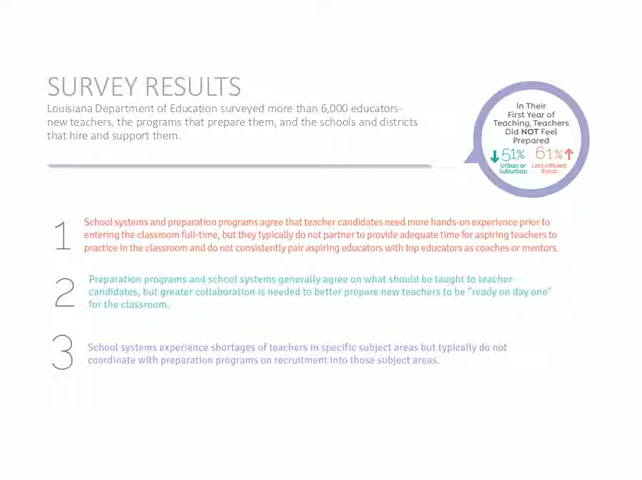 SURVEY RESULTS
Louisiana Department of Education surveyed more than 6,000 educators-
new teachers, the programs that prepare them, and the schools and districts
that hire and support them.
In Their
First Year of
Teaching, Teachers
Did NOT Feel
Prepared
51% 61%
Urban or Less Affluent
Suburban Rural
1
School systems and preparation programs agree that teacher candidates need more hands-on experience prior to
entering the classroom full-time, but they typically do not partner to provide adequate time for aspiring teachers to
practice in the classroom and do not consistently pair aspiring educators with top educators as coaches or mentors.
2
Preparation programs and school systems generally agree on what should be taught to teacher
candidates, but greater collaboration is needed to better prepare new teachers to be “ready on day one”
for the classroom.
3
School systems experience shortages of teachers in specific subject areas but typically do not
coordinate with preparation programs on recruitment into those subject areas.